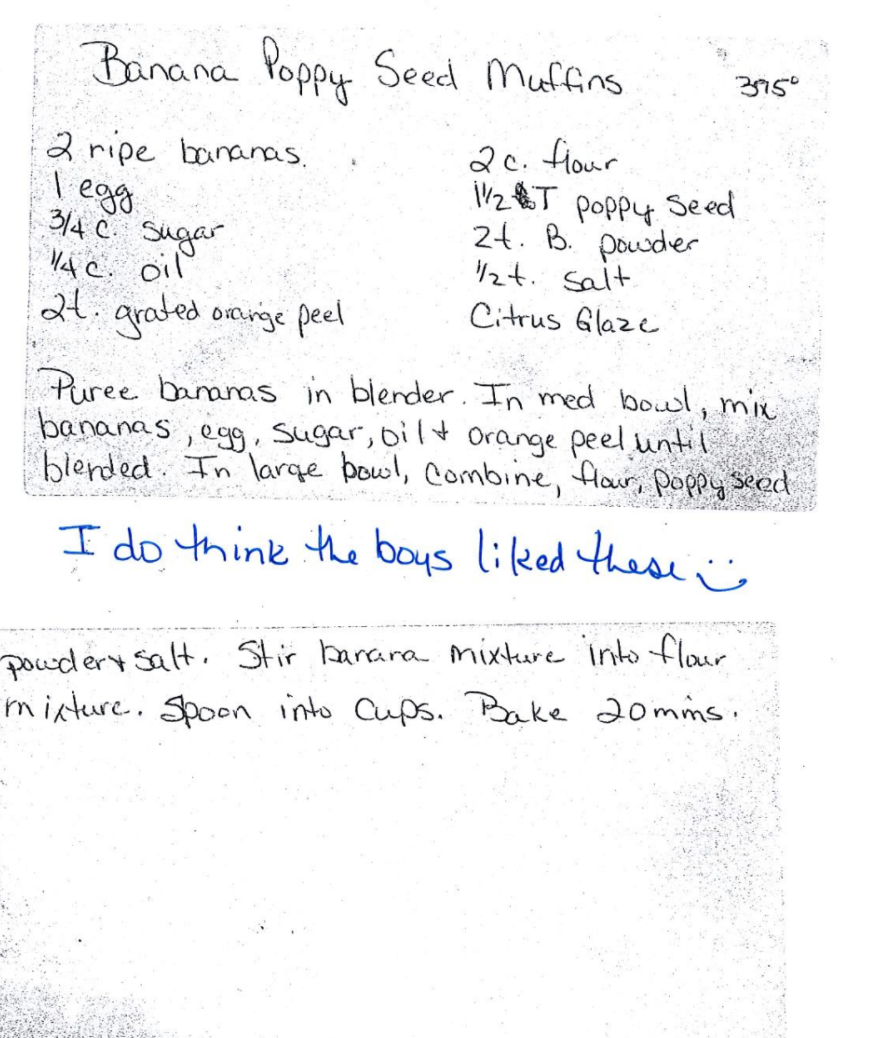 Banana Poppy Seed Muffins 395°
2 ripe bananas.
1 egg
3/4 c. sugar
1/4 c. oil
2t. grated orange peel
2 c. flour
1 1/2 T poppy seed
2t. B. powder
1/2 t. salt
Citrus Glaze
Puree bananas in blender. In med bowl, mix
bananas, egg, sugar, oil + orange peel until
blended. In large bowl, combine, flour, poppy seed
I do think the boys liked these :)
powder + salt. Stir banana mixture into flour
mixture. Spoon into cups. Bake 20 mins.